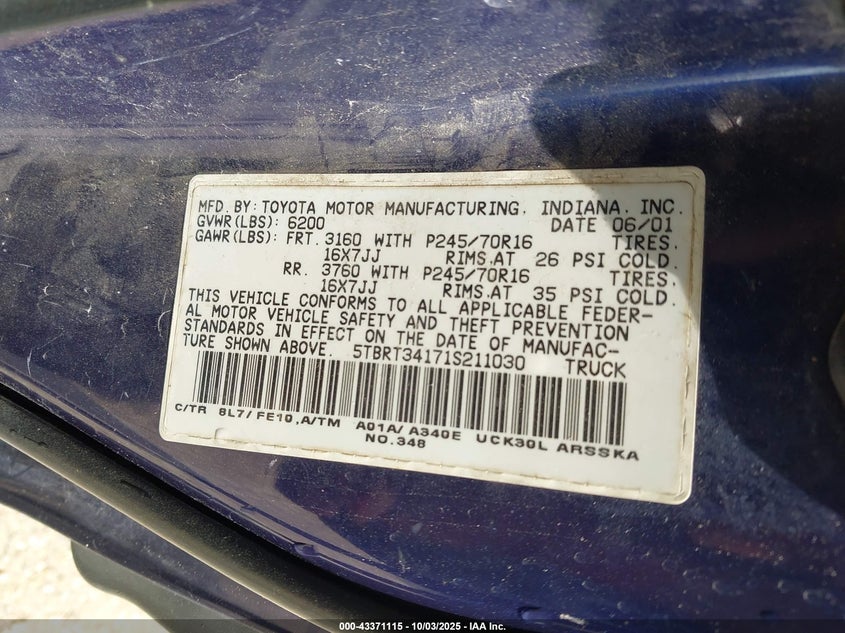 MFD. BY: TOYOTA MOTOR MANUFACTURING, INDIANA, INC.
GVWR(LBS): 6200 DATE 06/01
GAWR(LBS): FRT. 3160 WITH P245/70R16 TIRES.
16X7JJ RIMS.AT 26 PSI COLD.
RR. 3760 WITH P245/70R16 TIRES.
16X7JJ RIMS.AT 35 PSI COLD.
THIS VEHICLE CONFORMS TO ALL APPLICABLE FEDER-
AL MOTOR VEHICLE SAFETY AND THEFT PREVENTION
STANDARDS IN EFFECT ON THE DATE OF MANUFAC-
TURE SHOWN ABOVE. 5TBRT34171S211030 TRUCK
C/TR 8L7/FE10,A/TM A01A/A340E UCK30L ARSSKA
NO.348
000-43371115 - 10/03/2025 - IAA Inc.